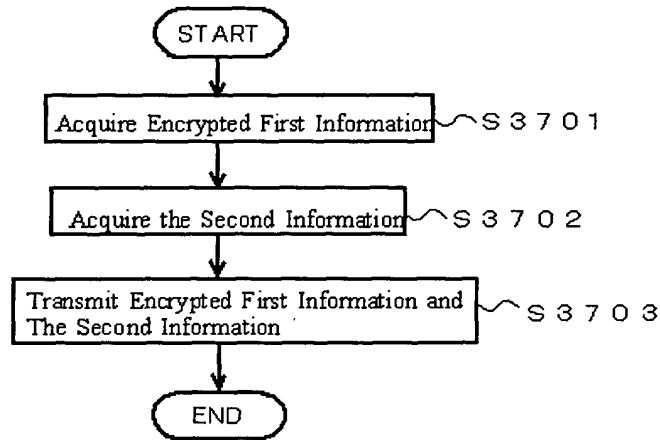 START
Acquire Encrypted First Information
S3701
Acquire the Second Information
S3702
Transmit Encrypted First Information and
The Second Information
S3703
END